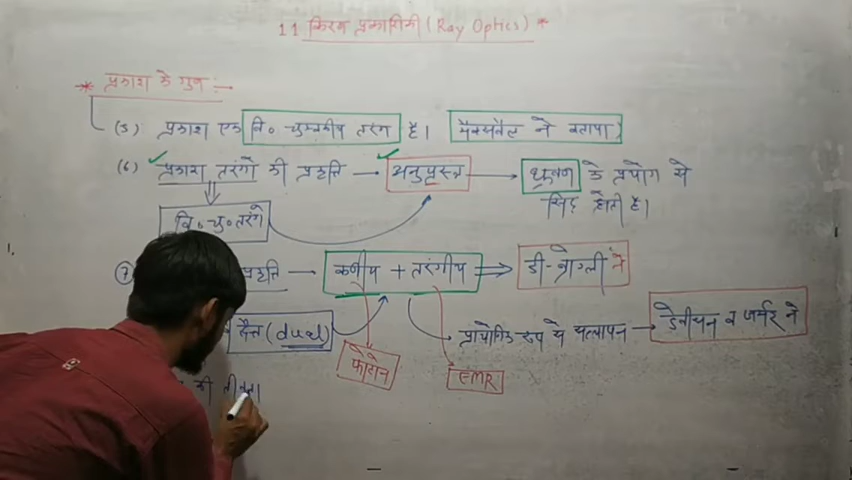 11 किरण प्रकाशिकी (Ray Optics) *
* प्रकाश के गुण :-
(5) प्रकाश एक वि० चुम्बकीय तरंग है। मैक्सवैल ने बताया
(6) प्रकाश तरंगों की प्रकृति → अनुप्रस्थ → ध्रुवण के प्रयोग से
सिद्ध होती है।
वि० चु० तरंगे
(7) प्रकृति → कणीय + तरंगीय ⇒ डी-ब्रोग्ली ने
द्वैत (dual) प्रायोगिक रूप से सत्यापन → डेवीसन व जर्मर ने
फोटोन
EMR
की तीव्रता